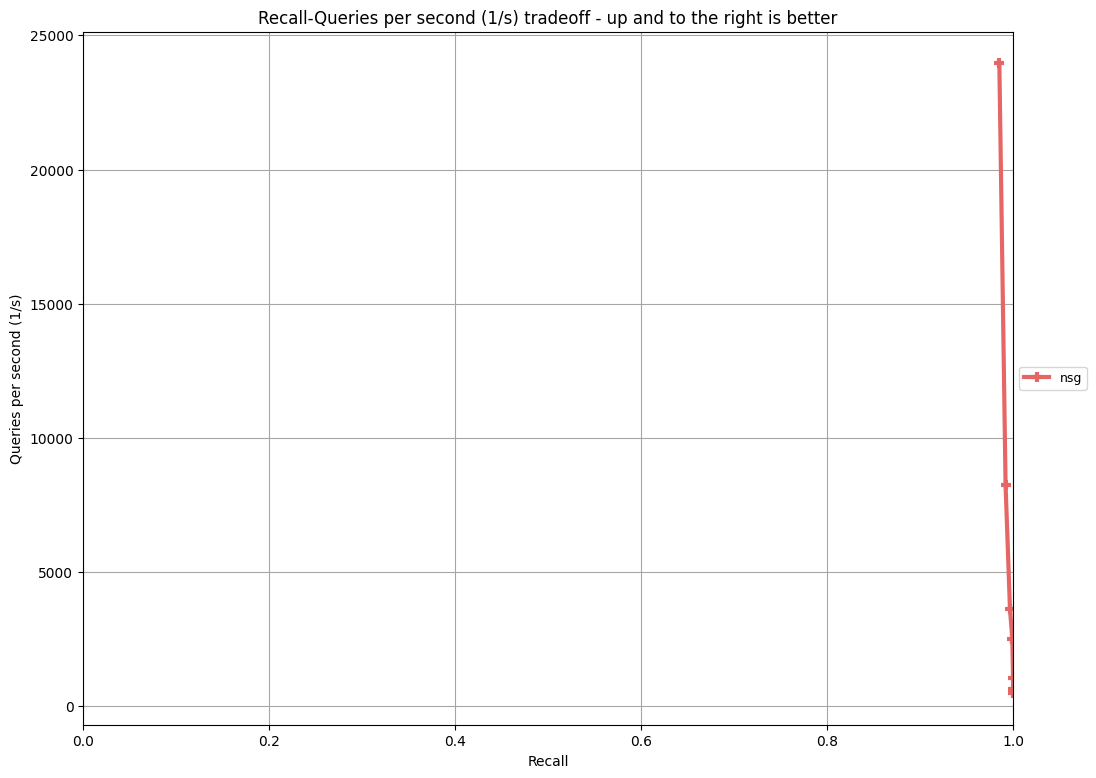 Recall-Queries per second (1/s) tradeoff - up and to the right is better
25000
20000
15000
10000
5000
0
Queries per second (1/s)
nsg
0.0 0.2 0.4 0.6 0.8 1.0
Recall